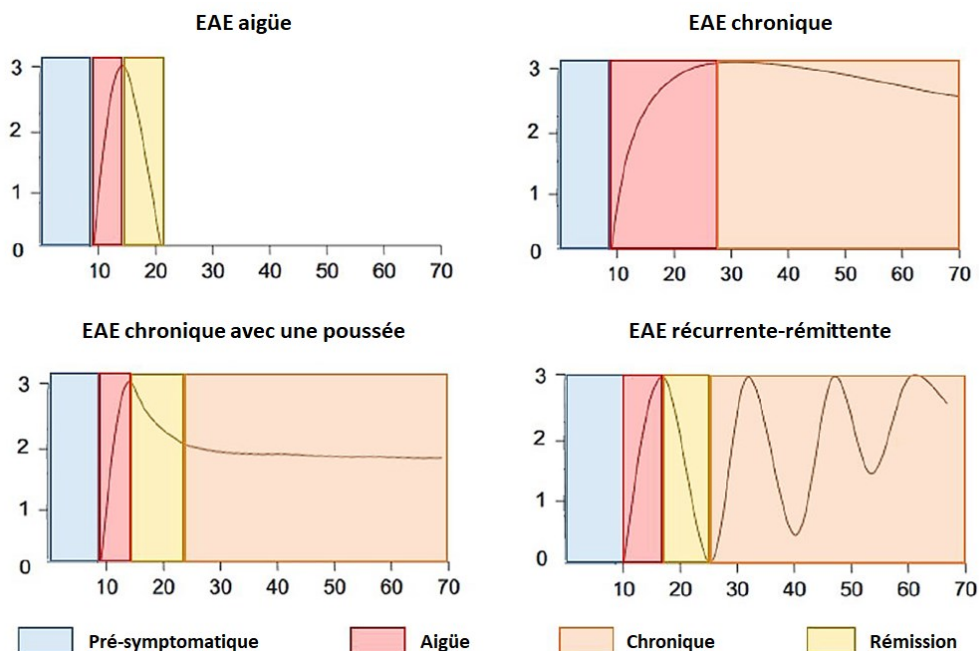 EAE aigüe
3
2
1
0
10 20 30 40 50 60 70
EAE chronique
3
2
1
0
10 20 30 40 50 60 70
EAE chronique avec une poussée
3
2
1
0
10 20 30 40 50 60 70
EAE récurrente-rémittente
3
2
1
0
10 20 30 40 50 60 70
Pré-symptomatique Aigüe Chronique Rémission